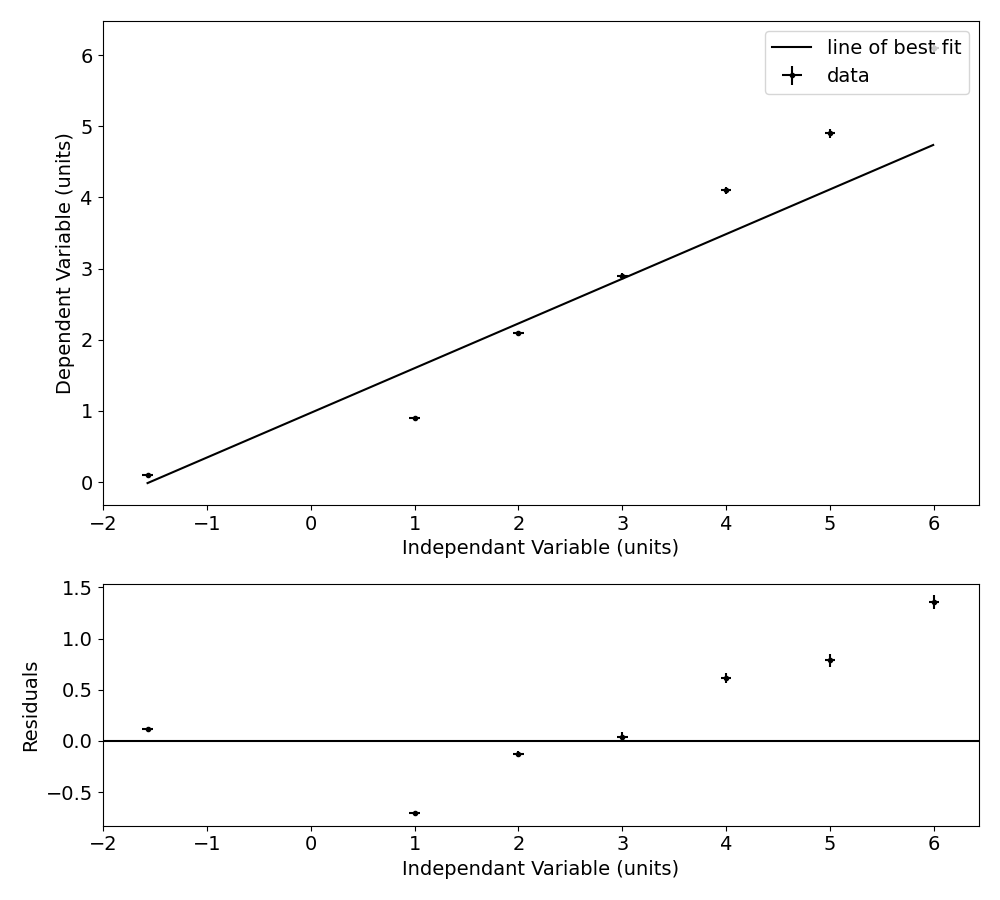 line of best fit
data
6
5
4
3
2
1
0
Dependent Variable (units)
−2 −1 0 1 2 3 4 5 6
Independant Variable (units)
1.5
1.0
0.5
0.0
−0.5
Residuals
−2 −1 0 1 2 3 4 5 6
Independant Variable (units)